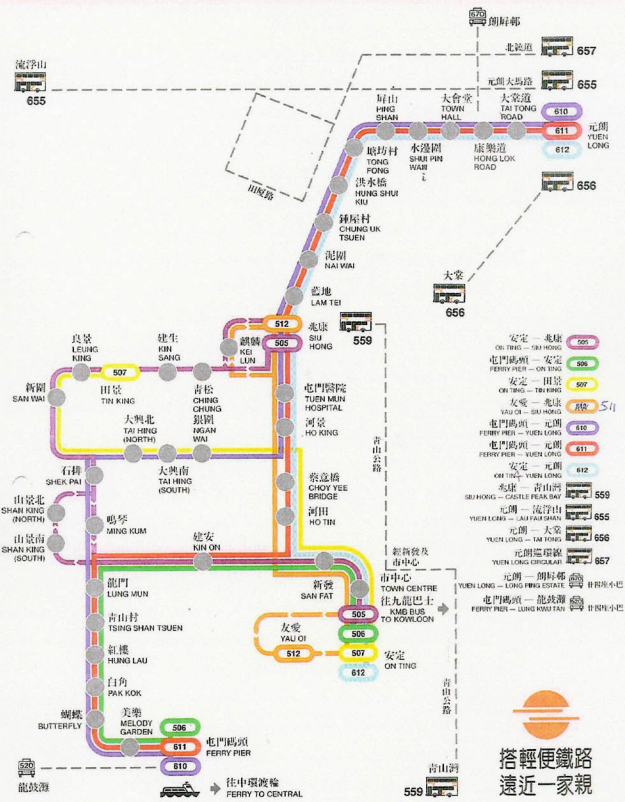 670
朗屏邨
北繞道
657
流浮山
655
元朗大馬路
655
屏山
PING
SHAN
大會堂
TOWN
HALL
大棠道
TAI TONG
ROAD
610
611
612
元朗
YUEN
LONG
塘坊村
TONG
FONG
水邊圍
SHUI PIN
WAI
康樂道
HONG LOK
ROAD
656
田廈路
洪水橋
HUNG SHUI
KIU
鍾屋村
CHUNG UK
TSUEN
泥圍
NAI WAI
大棠
656
藍地
LAM TEI
512
505
兆康
SIU
HONG
559
良景
LEUNG
KING
建生
KIN
SANG
麒麟
KEI
LUN
507
田景
TIN KING
青松
CHING
CHUNG
新圍
SAN WAI
屯門醫院
TUEN MUN
HOSPITAL
大興北
TAI HING
(NORTH)
銀圍
NGAN
WAI
河景
HO KING
青山公路
石排
SHEK PAI
大興南
TAI HING
(SOUTH)
蔡意橋
CHOY YEE
BRIDGE
山景北
SHAN KING
(NORTH)
鳴琴
MING KUM
河田
HO TIN
山景南
SHAN KING
(SOUTH)
建安
KIN ON
經新發及
市中心
龍門
LUNG MUN
新發
SAN FAT
市中心
TOWN CENTRE
505
往九龍巴士
KMB BUS
TO KOWLOON
青山村
TSING SHAN TSUEN
友愛
YAU OI
506
紅樓
HUNG LAU
512
507
612
安定
ON TING
白角
PAK KOK
青山公路
蝴蝶
BUTTERFLY
美樂
MELODY
GARDEN
506
611
610
屯門碼頭
FERRY PIER
520
龍鼓灘
往中環渡輪
FERRY TO CENTRAL
青山灣
559
安定 — 兆康
ON TING — SIU HONG
505
屯門碼頭 — 安定
FERRY PIER — ON TING
506
安定 — 田景
ON TING — TIN KING
507
友愛 — 兆康
YAU OI — SIU HONG
511
屯門碼頭 — 元朗
FERRY PIER — YUEN LONG
610
屯門碼頭 — 元朗
FERRY PIER — YUEN LONG
611
安定 — 元朗
ON TING — YUEN LONG
612
兆康 — 青山灣
SIU HONG — CASTLE PEAK BAY
559
元朗 — 流浮山
YUEN LONG — LAU FAU SHAN
655
元朗 — 大棠
YUEN LONG — TAI TONG
656
元朗循環線
YUEN LONG CIRCULAR
657
元朗 — 朗屏邨
YUEN LONG — LONG PING ESTATE
廿四座小巴
屯門碼頭 — 龍鼓灘
FERRY PIER — LUNG KWU TAN
廿四座小巴
搭輕便鐵路
遠近一家親